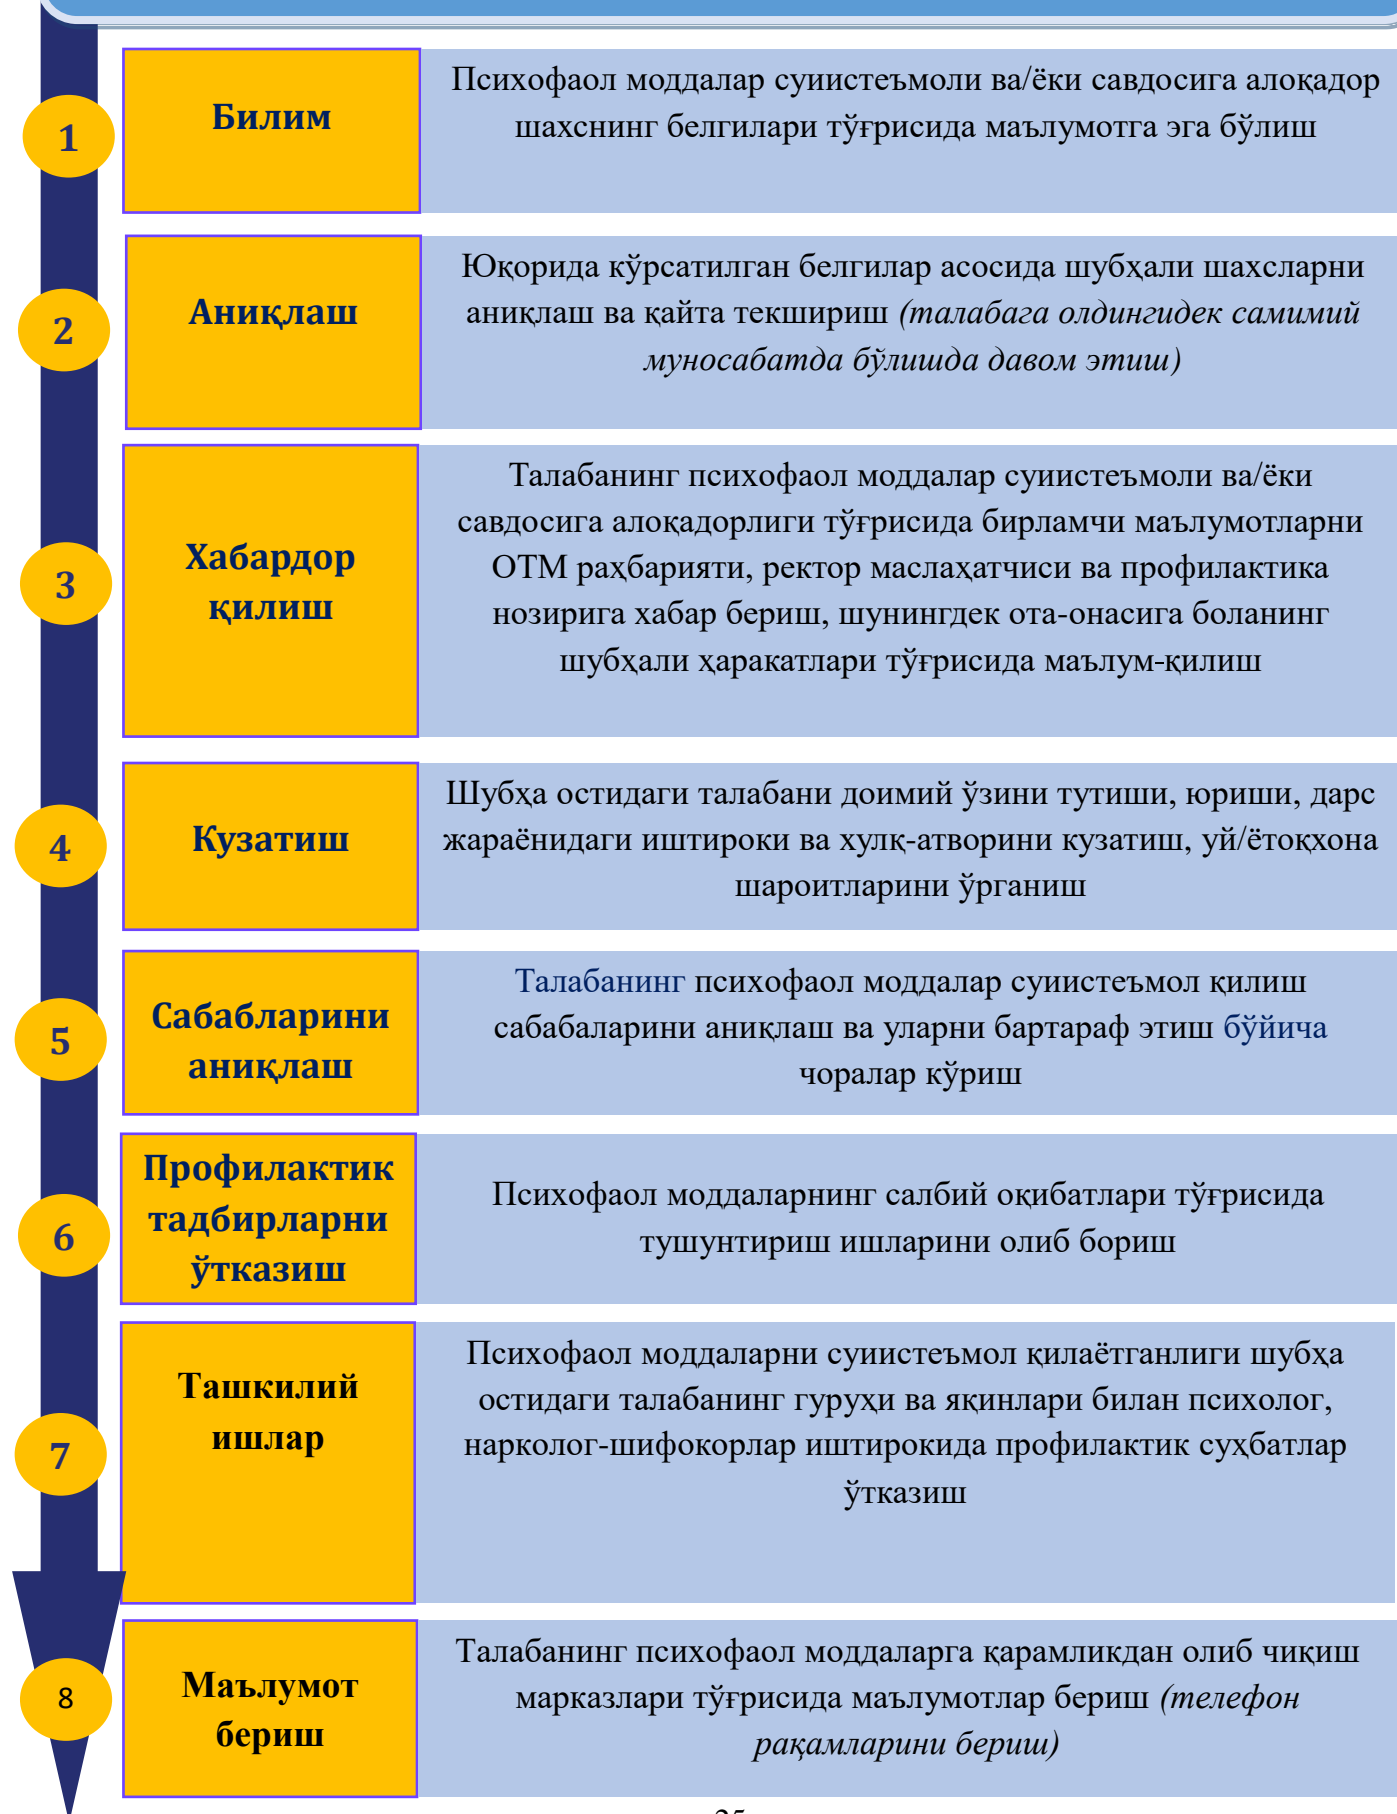 1
Билим
Психофаол моддалар суиистеъмоли ва/ёки савдосига алоқадор
шахснинг белгилари тўғрисида маълумотга эга бўлиш
2
Аниқлаш
Юқорида кўрсатилган белгилар асосида шубҳали шахсларни
аниқлаш ва қайта текшириш (талабага олдингидек самимий
муносабатда бўлишда давом этиш)
3
Хабардор
қилиш
Талабанинг психофаол моддалар суиистеъмоли ва/ёки
савдосига алоқадорлиги тўғрисида бирламчи маълумотларни
ОТМ раҳбарияти, ректор маслаҳатчиси ва профилактика
нозирига хабар бериш, шунингдек ота-онасига боланинг
шубҳали ҳаракатлари тўғрисида маълум-қилиш
4
Кузатиш
Шубҳа остидаги талабани доимий ўзини тутиши, юриши, дарс
жараёнидаги иштироки ва хулқ-атворини кузатиш, уй/ётоқхона
шароитларини ўрганиш
5
Сабабларини
аниқлаш
Талабанинг психофаол моддалар суиистеъмол қилиш
сабабаларини аниқлаш ва уларни бартараф этиш бўйича
чоралар кўриш
6
Профилактик
тадбирларни
ўтказиш
Психофаол моддаларнинг салбий оқибатлари тўғрисида
тушунтириш ишларини олиб бориш
7
Ташкилий
ишлар
Психофаол моддаларни суиистеъмол қилаётганлиги шубҳа
остидаги талабанинг гуруҳи ва яқинлари билан психолог,
нарколог-шифокорлар иштирокида профилактик суҳбатлар
ўтказиш
8
Маълумот
бериш
Талабанинг психофаол моддаларга қарамликдан олиб чиқиш
марказлари тўғрисида маълумотлар бериш (телефон
рақамларини бериш)